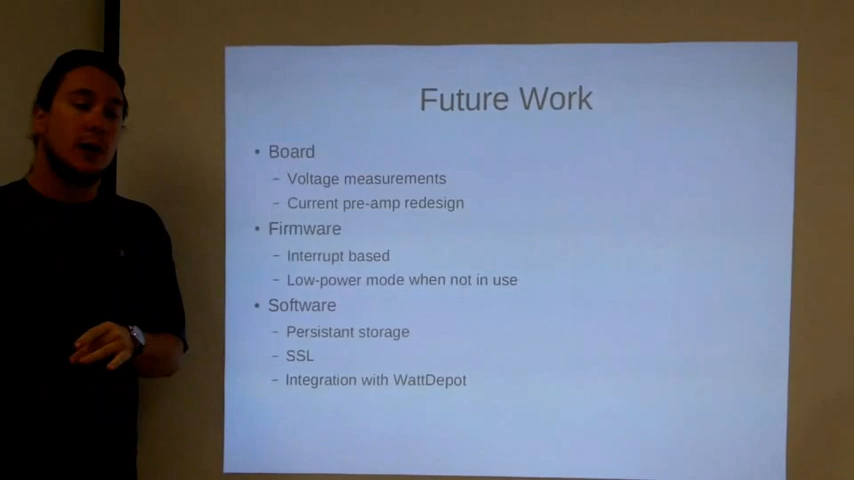 Future Work
• Board
– Voltage measurements
– Current pre-amp redesign
• Firmware
– Interrupt based
– Low-power mode when not in use
• Software
– Persistant storage
– SSL
– Integration with WattDepot